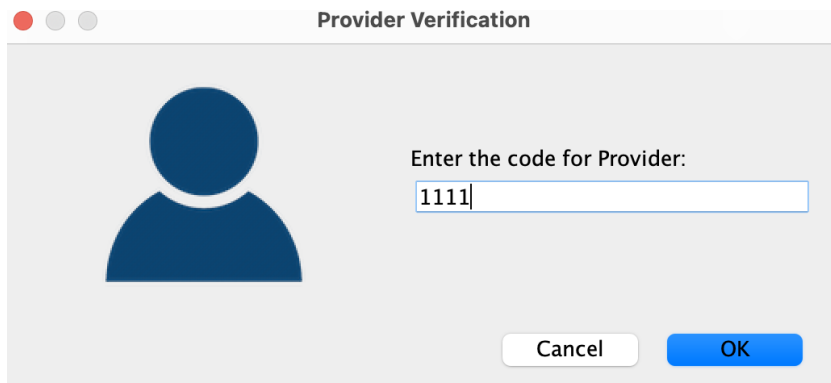 Provider Verification
Enter the code for Provider:
1111
Cancel
OK